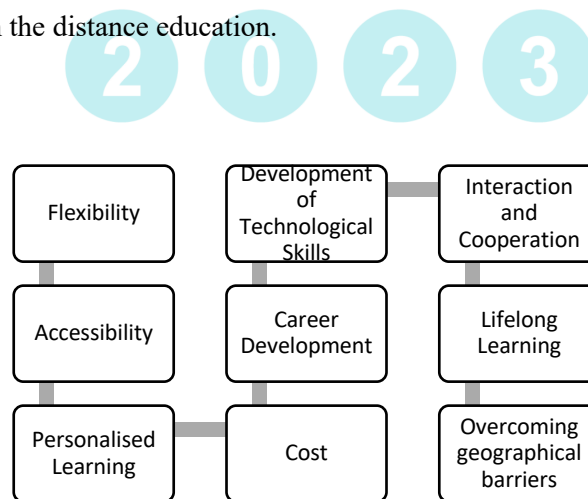 the distance education.
2 0 2 3
Flexibility
Accessibility
Personalised
Learning
Cost
Career
Development
Development
of
Technological
Skills
Interaction
and
Cooperation
Lifelong
Learning
Overcoming
geographical
barriers